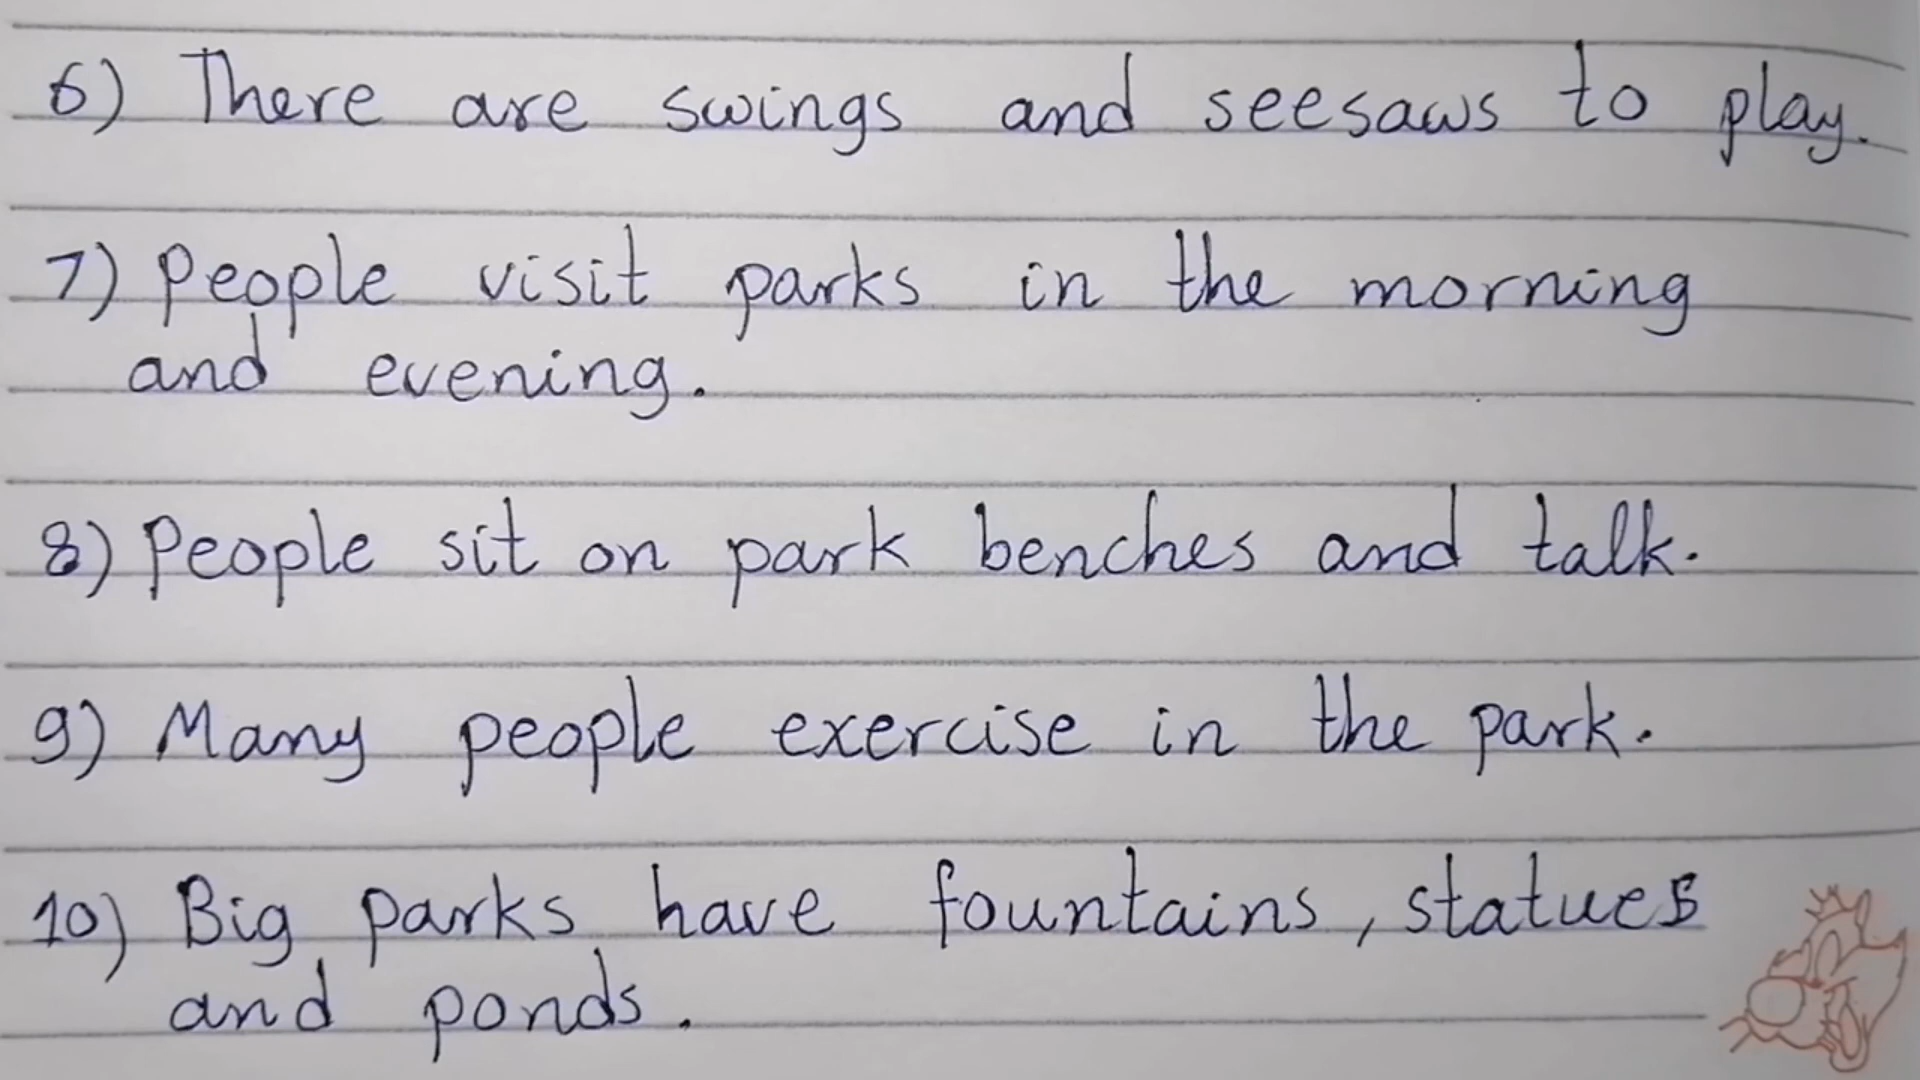 6) There are swings and seesaws to play.
7) People visit parks in the morning
and evening.
8) People sit on park benches and talk.
9) Many people exercise in the park.
10) Big parks have fountains, statues
and ponds.